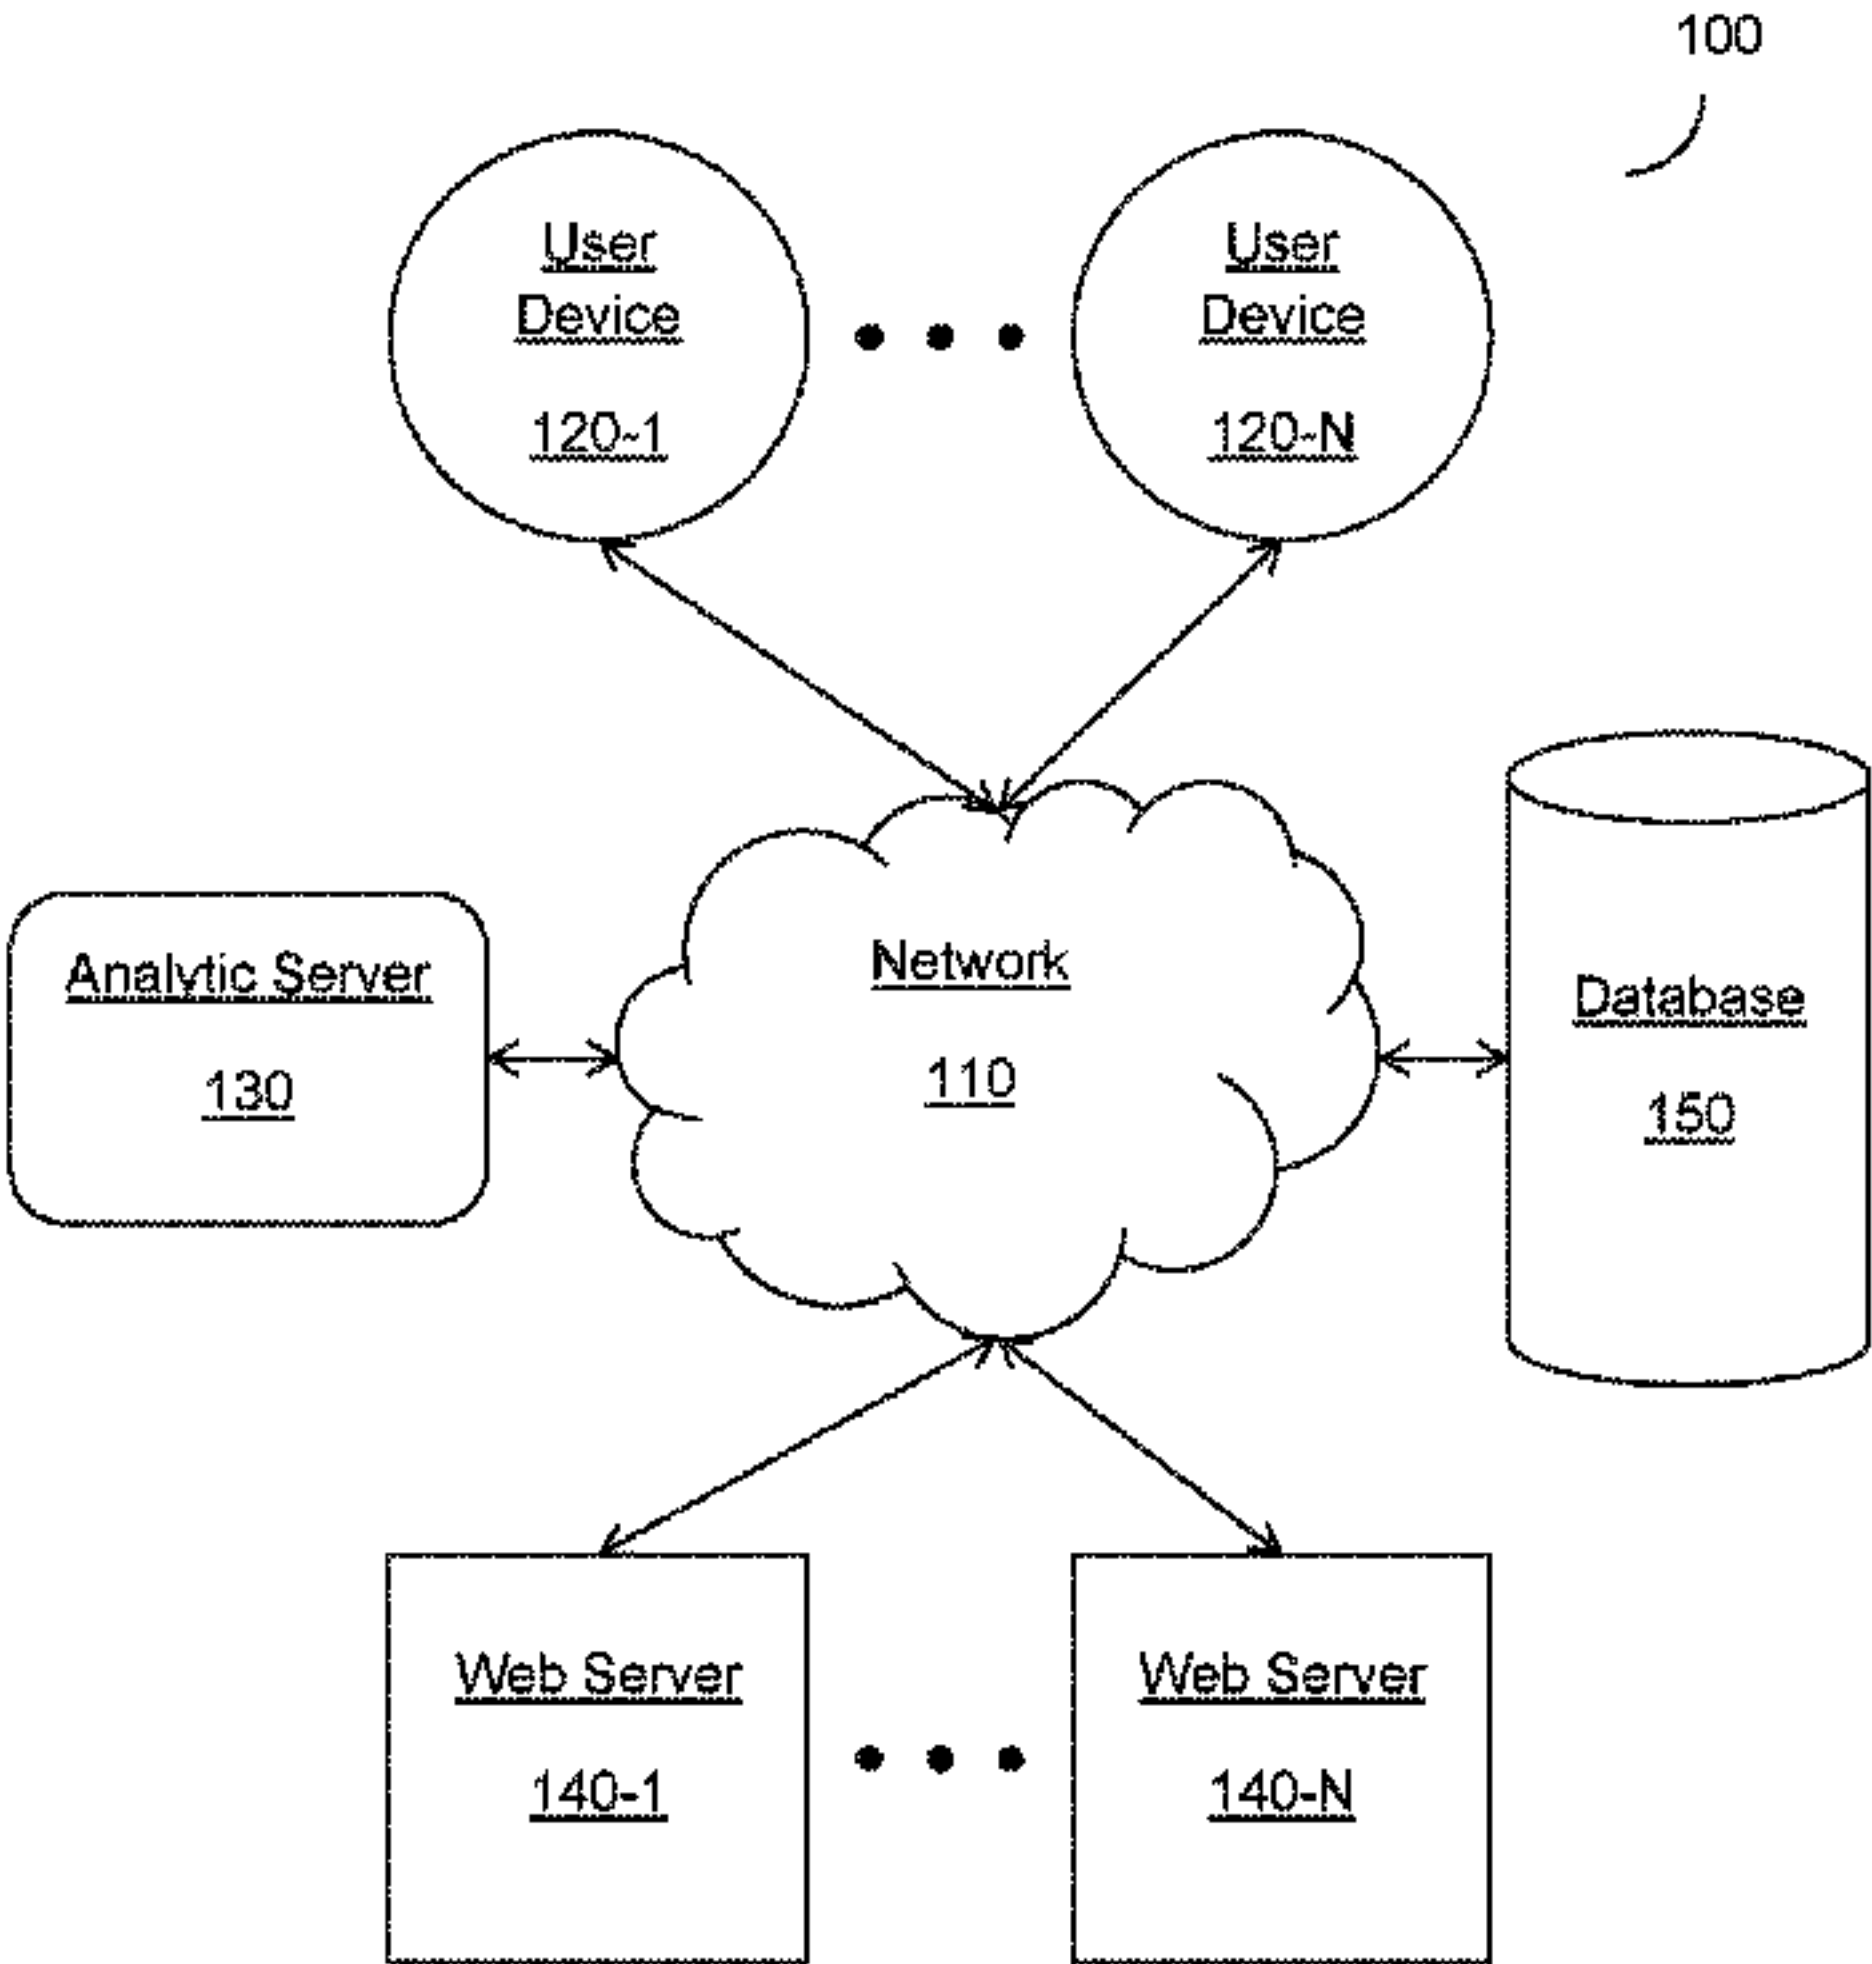 100
User
Device
120-1
User
Device
120-N
Analytic Server
130
Network
110
Database
150
Web Server
140-1
Web Server
140-N